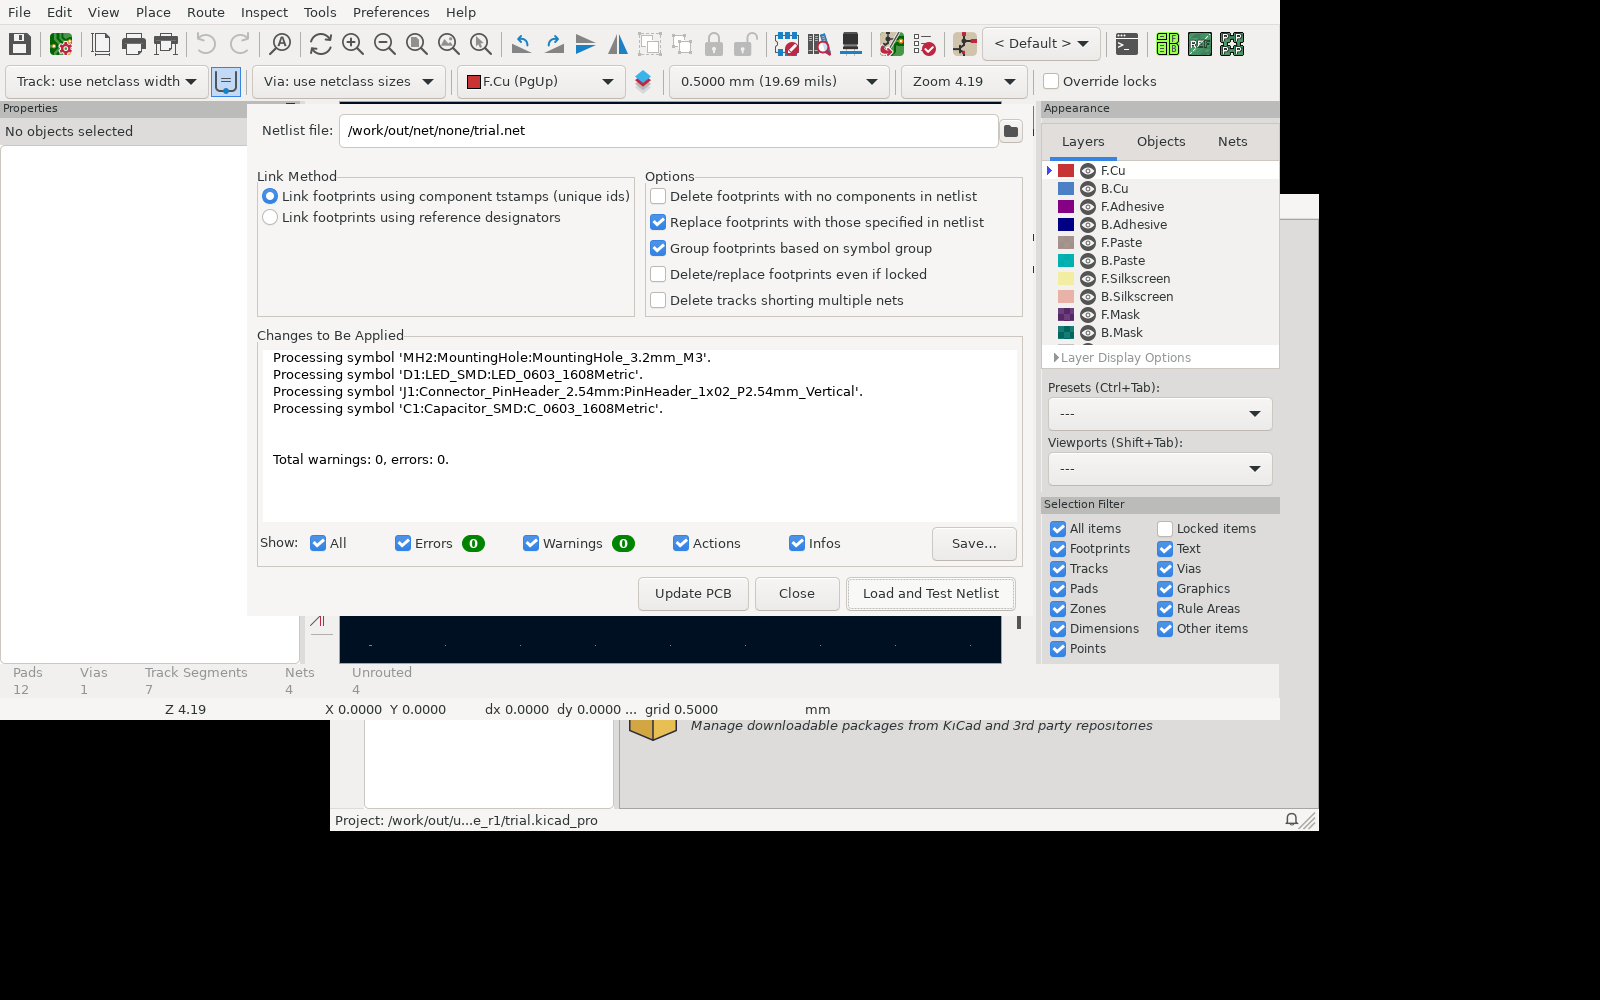 File Edit View Place Route Inspect Tools Preferences Help
< Default >
Track: use netclass width
Via: use netclass sizes
F.Cu (PgUp)
0.5000 mm (19.69 mils)
Zoom 4.19
Override locks
Properties
No objects selected
Netlist file: /work/out/net/none/trial.net
Link Method
Link footprints using component tstamps (unique ids)
Link footprints using reference designators
Options
Delete footprints with no components in netlist
Replace footprints with those specified in netlist
Group footprints based on symbol group
Delete/replace footprints even if locked
Delete tracks shorting multiple nets
Changes to Be Applied
Processing symbol 'MH2:MountingHole:MountingHole_3.2mm_M3'.
Processing symbol 'D1:LED_SMD:LED_0603_1608Metric'.
Processing symbol 'J1:Connector_PinHeader_2.54mm:PinHeader_1x02_P2.54mm_Vertical'.
Processing symbol 'C1:Capacitor_SMD:C_0603_1608Metric'.
Total warnings: 0, errors: 0.
Show: All Errors 0 Warnings 0 Actions Infos Save...
Update PCB Close Load and Test Netlist
Appearance
Layers Objects Nets
F.Cu
B.Cu
F.Adhesive
B.Adhesive
F.Paste
B.Paste
F.Silkscreen
B.Silkscreen
F.Mask
B.Mask
Layer Display Options
Presets (Ctrl+Tab):
---
Viewports (Shift+Tab):
---
Selection Filter
All items Locked items
Footprints Text
Tracks Vias
Pads Graphics
Zones Rule Areas
Dimensions Other items
Points
Pads Vias Track Segments Nets Unrouted
12 1 7 4 4
Z 4.19 X 0.0000 Y 0.0000 dx 0.0000 dy 0.0000 ... grid 0.5000 mm
Manage downloadable packages from KiCad and 3rd party repositories
Project: /work/out/u...e_r1/trial.kicad_pro